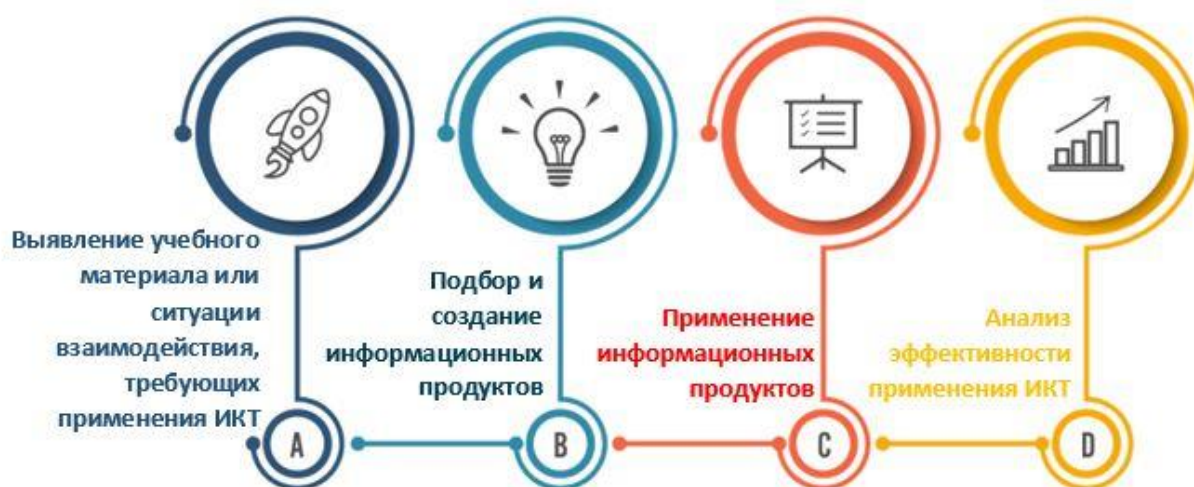 Выявление учебного
материала или
ситуации
взаимодействия,
требующих
применения ИКТ
A
Подбор и
создание
информационных
продуктов
B
Применение
информационных
продуктов
C
Анализ
эффективности
применения ИКТ
D